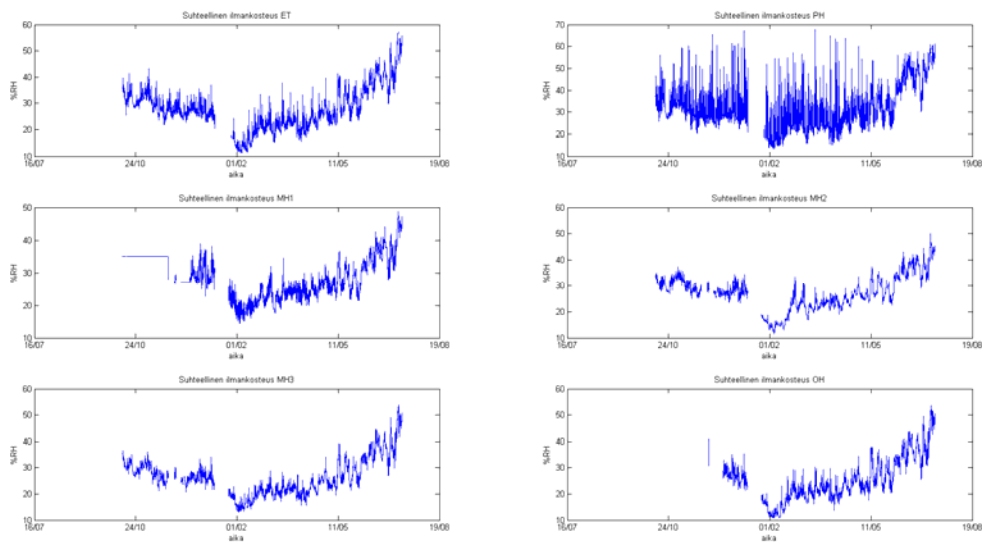 Suhteellinen ilmankosteus ET
60
50
40
30
20
10
%RH
16/07 24/10 01/02 11/05 19/08
aika
Suhteellinen ilmankosteus PH
70
60
50
40
30
20
10
%RH
16/07 24/10 01/02 11/05 19/08
aika
Suhteellinen ilmankosteus MH1
50
40
30
20
10
%RH
16/07 24/10 01/02 11/05 19/08
aika
Suhteellinen ilmankosteus MH2
60
50
40
30
20
10
%RH
16/07 24/10 01/02 11/05 19/08
aika
Suhteellinen ilmankosteus MH3
60
50
40
30
20
10
%RH
16/07 24/10 01/02 11/05 19/08
aika
Suhteellinen ilmankosteus OH
60
50
40
30
20
10
%RH
16/07 24/10 01/02 11/05 19/08
aika